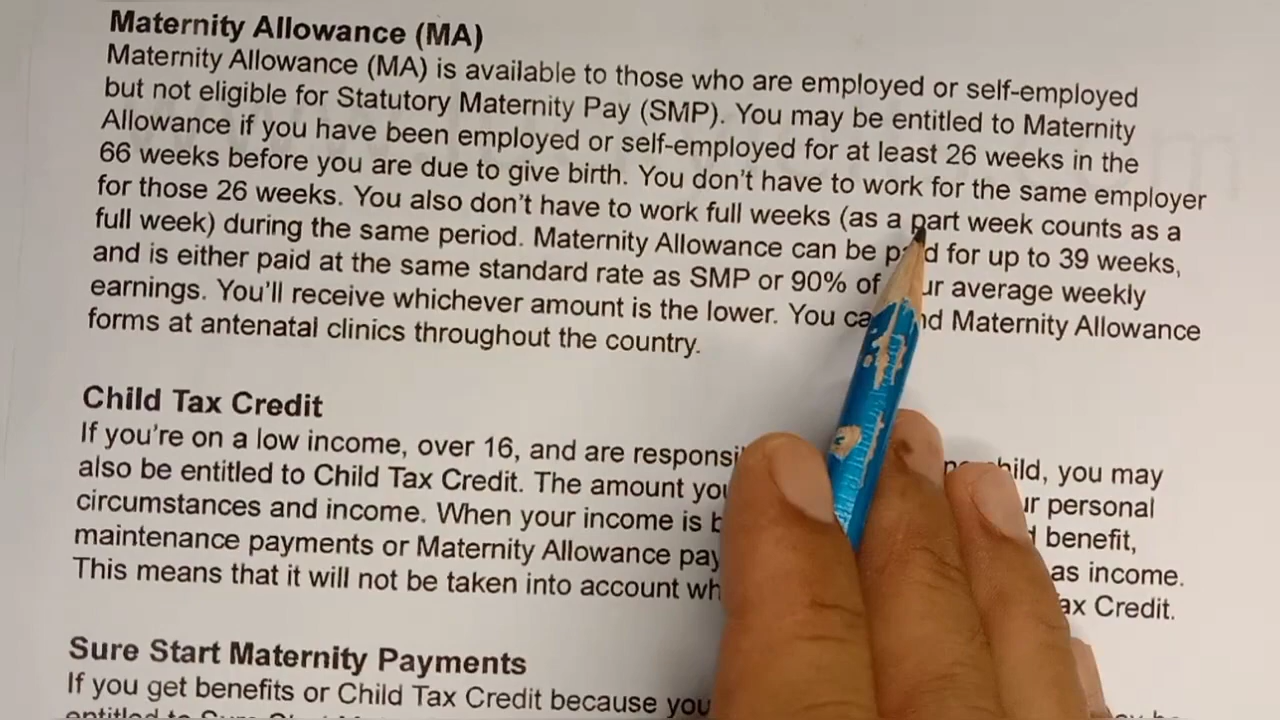 Maternity Allowance (MA)
Maternity Allowance (MA) is available to those who are employed or self-employed
but not eligible for Statutory Maternity Pay (SMP). You may be entitled to Maternity
Allowance if you have been employed or self-employed for at least 26 weeks in the
66 weeks before you are due to give birth. You don't have to work for the same employer
for those 26 weeks. You also don't have to work full weeks (as a part week counts as a
full week) during the same period. Maternity Allowance can be paid for up to 39 weeks,
and is either paid at the same standard rate as SMP or 90% of your average weekly
earnings. You'll receive whichever amount is the lower. You can find Maternity Allowance
forms at antenatal clinics throughout the country.
Child Tax Credit
If you're on a low income, over 16, and are child, you may
also be entitled to Child Tax Credit. The amount personal
circumstances and income. When your income is benefit,
maintenance payments or Maternity Allowance as income.
This means that it will not be taken into account Tax Credit.
Sure Start Maternity Payments
If you get benefits or Child Tax Credit because you